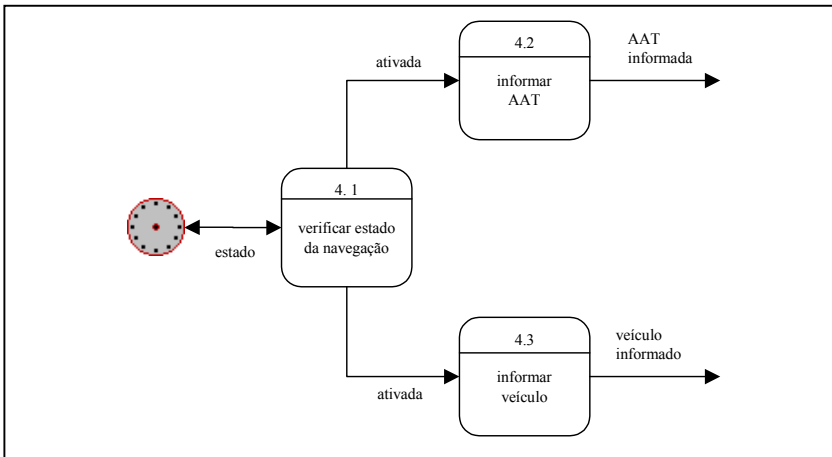 4.2
AAT
informada
ativada
informar
AAT
4. 1
verificar estado
da navegação
estado
4.3
veículo
informado
informar
veículo
ativada